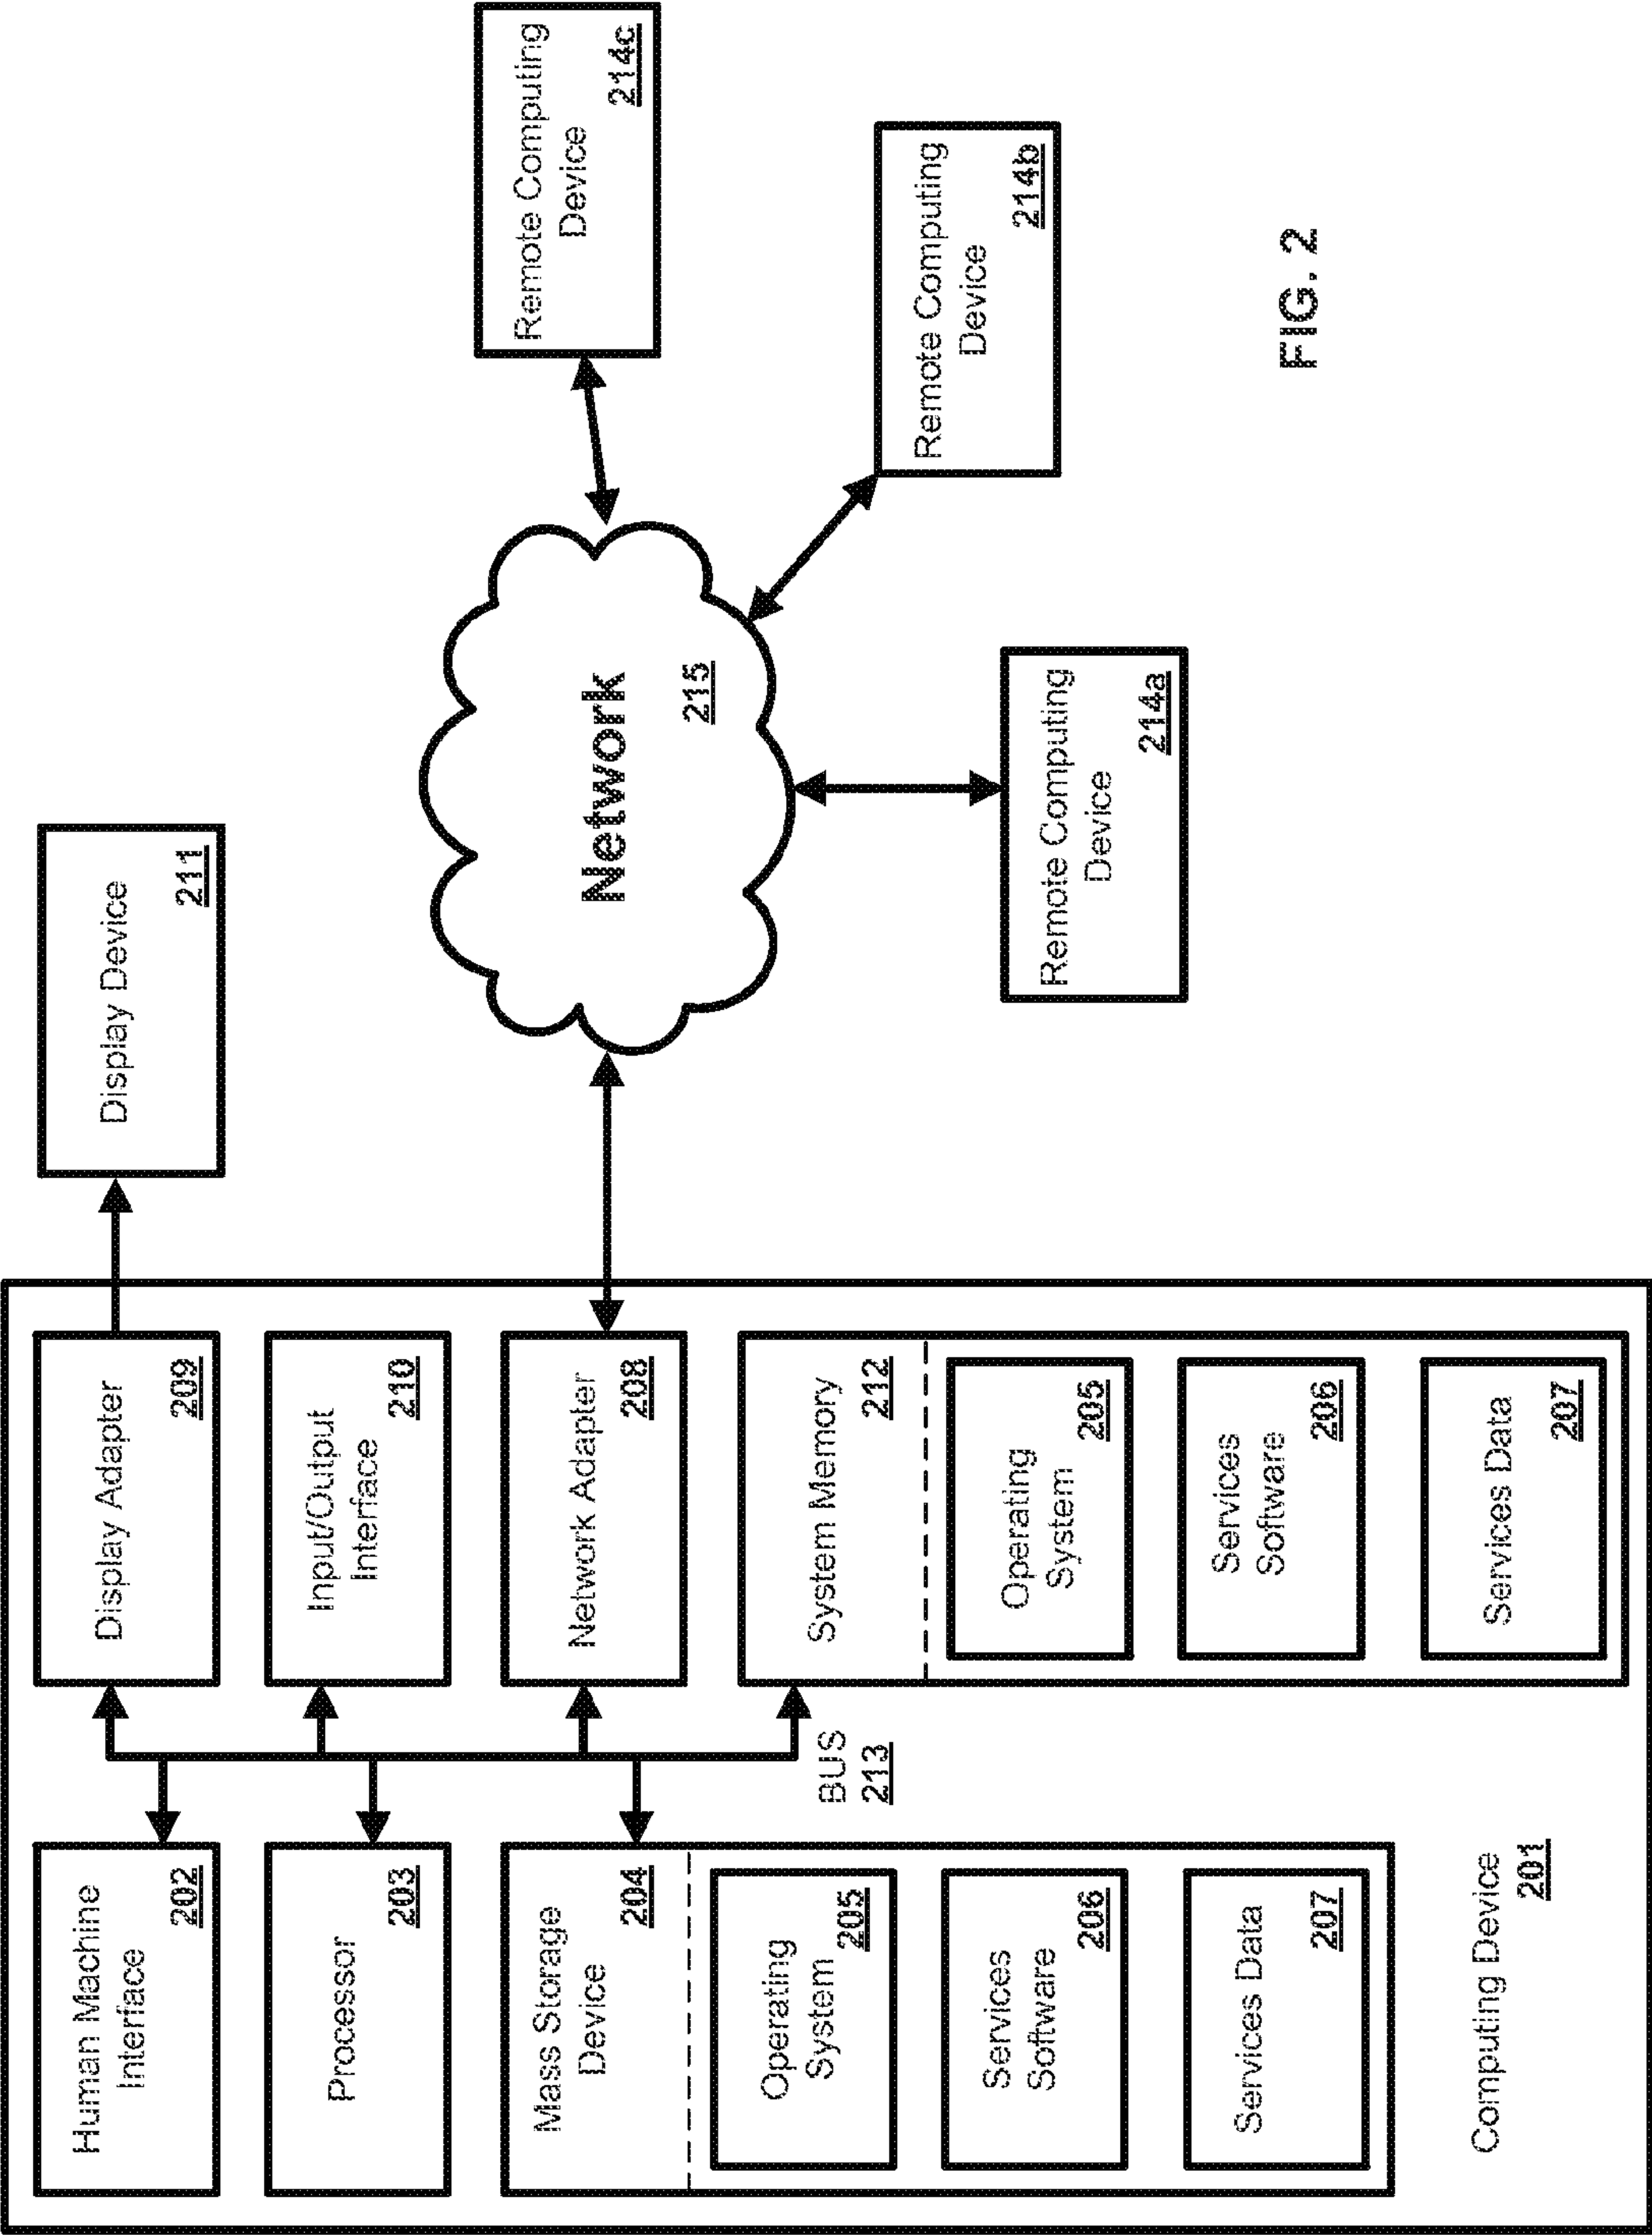 Human Machine
Interface
202
Processor
203
Mass Storage
Device
204
Operating
System
205
Services
Software
206
Services Data
207
Computing Device
201
BUS
213
Display Adapter
209
Input/Output
Interface
210
Network Adapter
208
System Memory
212
Operating
System
205
Services
Software
206
Services Data
207
Display Device
211
Network
215
Remote Computing
Device
214a
Remote Computing
Device
214b
Remote Computing
Device
214c
FIG. 2